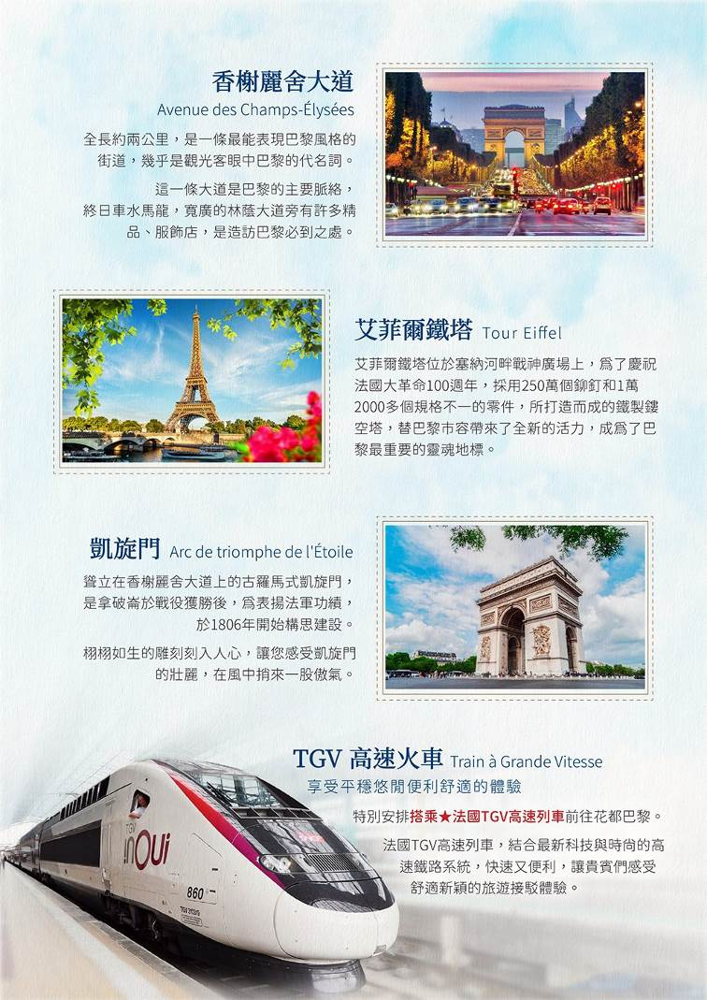 香榭麗舍大道
Avenue des Champs-Élysées
全長約兩公里，是一條最能表現巴黎風格的
街道，幾乎是觀光客眼中巴黎的代名詞。
這一條大道是巴黎的主要脈絡，
終日車水馬龍，寬廣的林蔭大道旁有許多精
品、服飾店，是造訪巴黎必到之處。
艾菲爾鐵塔 Tour Eiffel
艾菲爾鐵塔位於塞納河畔戰神廣場上，爲了慶祝
法國大革命100週年，採用250萬個鉚釘和1萬
2000多個規格不一的零件，所打造而成的鐵製鏤
空塔，替巴黎市容帶來了全新的活力，成爲了巴
黎最重要的靈魂地標。
凱旋門 Arc de triomphe de l'Étoile
聳立在香榭麗舍大道上的古羅馬式凱旋門，
是拿破崙於戰役獲勝後，爲表揚法軍功績，
於1806年開始構思建設。
栩栩如生的雕刻刻入人心，讓您感受凱旋門
的壯麗，在風中捎來一股傲氣。
TGV 高速火車 Train à Grande Vitesse
享受平穩悠閒便利舒適的體驗
特別安排搭乘★法國TGV高速列車前往花都巴黎。
法國TGV高速列車，結合最新科技與時尚的高
速鐵路系統，快速又便利，讓貴賓們感受
舒適新穎的旅遊接駁體驗。
TGV
inOui
860